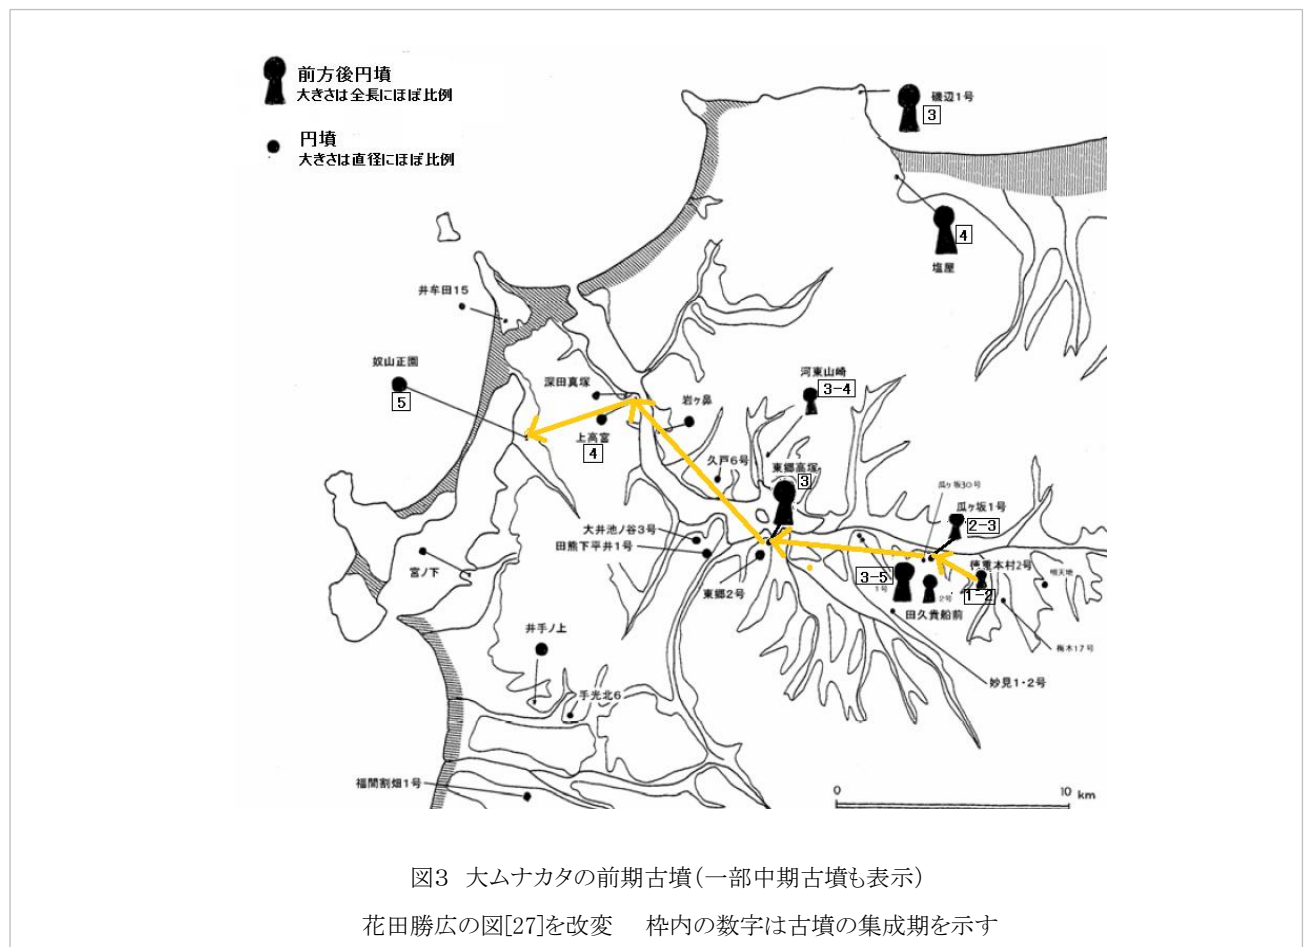 前方後円墳
大きさは全長にほぼ比例
円墳
大きさは直径にほぼ比例
磯辺1号
3
4
塩屋
井牟田15
奴山正園
5
深田真塚
上高宮
4
岩ヶ鼻
河東山崎
3-4
久戸6号
東郷高塚
3
瓜ヶ坂30号
瓜ヶ坂1号
2-3
大井池ノ谷3号
田熊下平井1号
東郷2号
徳重本村2号
1-2
3-5
1号
2号
田久貴船前
明天地
梅木17号
妙見1・2号
宮ノ下
井手ノ上
手光北6
福間割畑1号
0
10 km
図3 大ムナカタの前期古墳(一部中期古墳も表示)
花田勝広の図[27]を改変 枠内の数字は古墳の集成期を示す